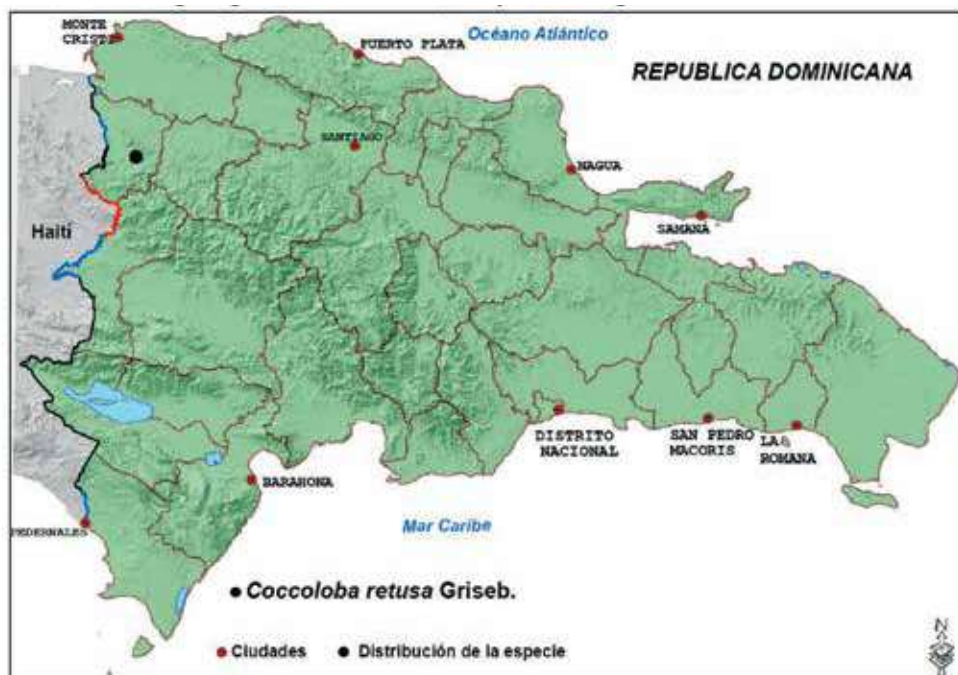 MONTE
CRISTI
PUERTO PLATA
Océano Atlántico
REPUBLICA DOMINICANA
SANTIAGO
NAGUA
SAMANA
Haití
DISTRITO
NACIONAL
SAN PEDRO
MACORIS
LA
ROMANA
BARAHONA
PEDERNALES
Mar Caribe
Coccoloba retusa Griseb.
Ciudades
Distribución de la especie
N